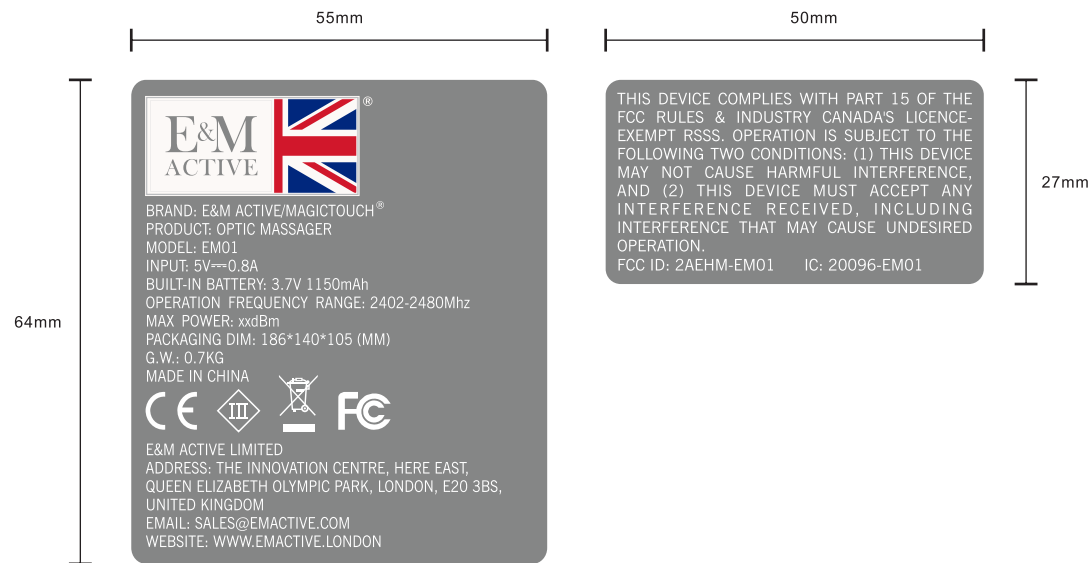 55mm
50mm
64mm
27mm
E&M
ACTIVE
®
BRAND: E&M ACTIVE/MAGICTOUCH®
PRODUCT: OPTIC MASSAGER
MODEL: EM01
INPUT: 5V⎓0.8A
BUILT-IN BATTERY: 3.7V 1150mAh
OPERATION FREQUENCY RANGE: 2402-2480Mhz
MAX POWER: xxdBm
PACKAGING DIM: 186*140*105 (MM)
G.W.: 0.7KG
MADE IN CHINA
CE III FC
E&M ACTIVE LIMITED
ADDRESS: THE INNOVATION CENTRE, HERE EAST,
QUEEN ELIZABETH OLYMPIC PARK, LONDON, E20 3BS,
UNITED KINGDOM
EMAIL: SALES@EMACTIVE.COM
WEBSITE: WWW.EMACTIVE.LONDON
THIS DEVICE COMPLIES WITH PART 15 OF THE
FCC RULES & INDUSTRY CANADA'S LICENCE-
EXEMPT RSSS. OPERATION IS SUBJECT TO THE
FOLLOWING TWO CONDITIONS: (1) THIS DEVICE
MAY NOT CAUSE HARMFUL INTERFERENCE,
AND (2) THIS DEVICE MUST ACCEPT ANY
INTERFERENCE RECEIVED, INCLUDING
INTERFERENCE THAT MAY CAUSE UNDESIRED
OPERATION.
FCC ID: 2AEHM-EM01 IC: 20096-EM01